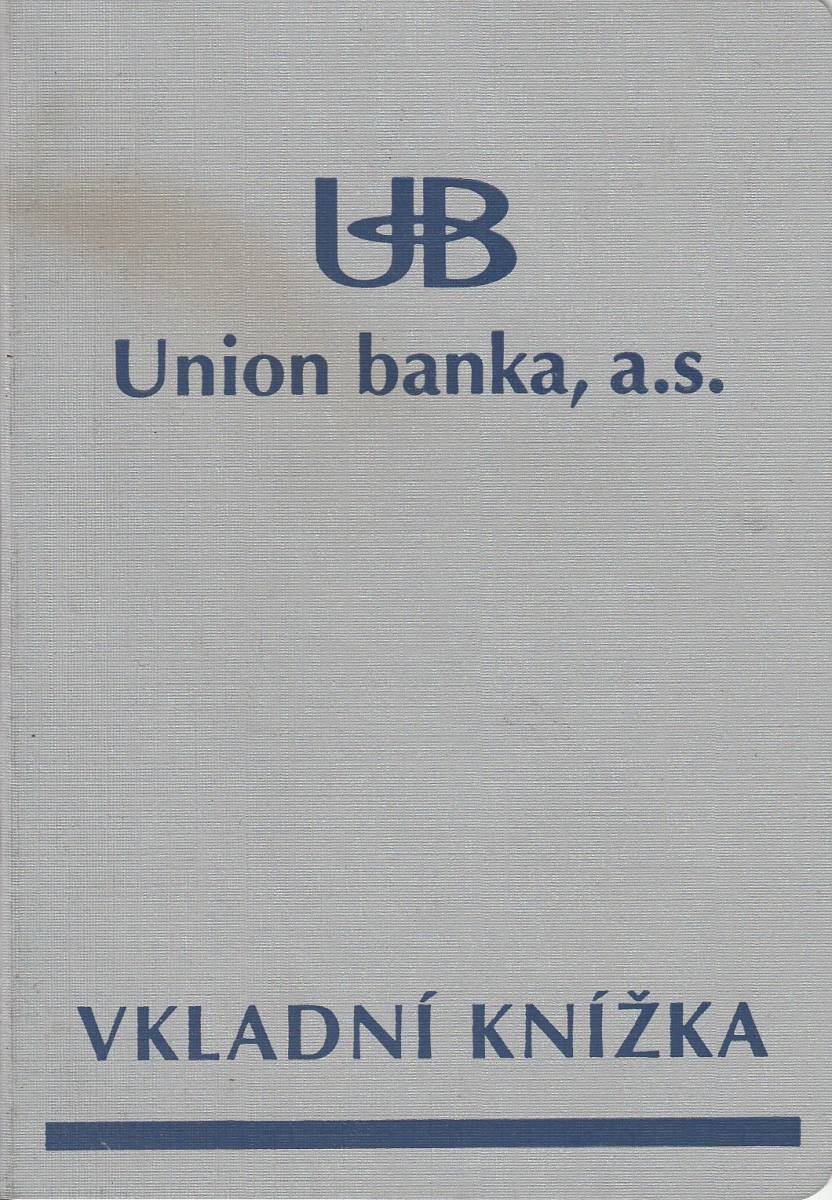 UB
Union banka, a.s.
VKLADNÍ KNÍŽKA